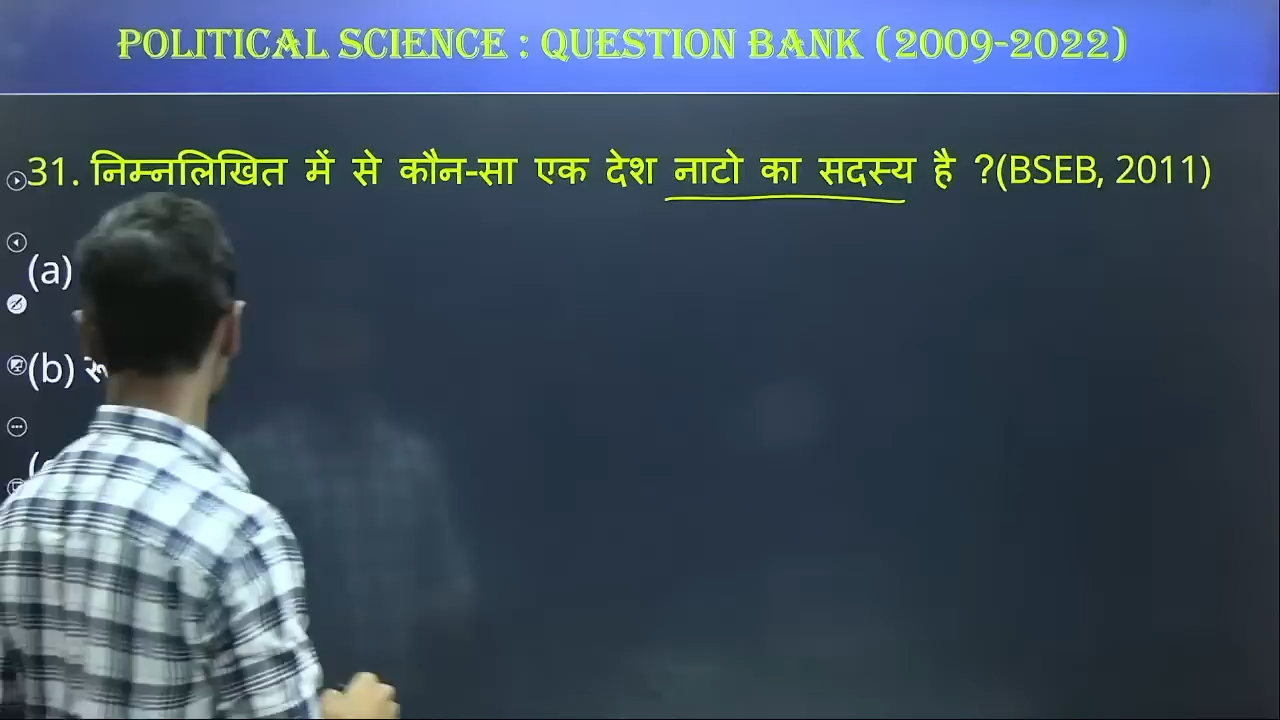 POLITICAL SCIENCE : QUESTION BANK (2009-2022)
31. निम्नलिखित में से कौन-सा एक देश नाटो का सदस्य है ?(BSEB, 2011)
(a)
(b)